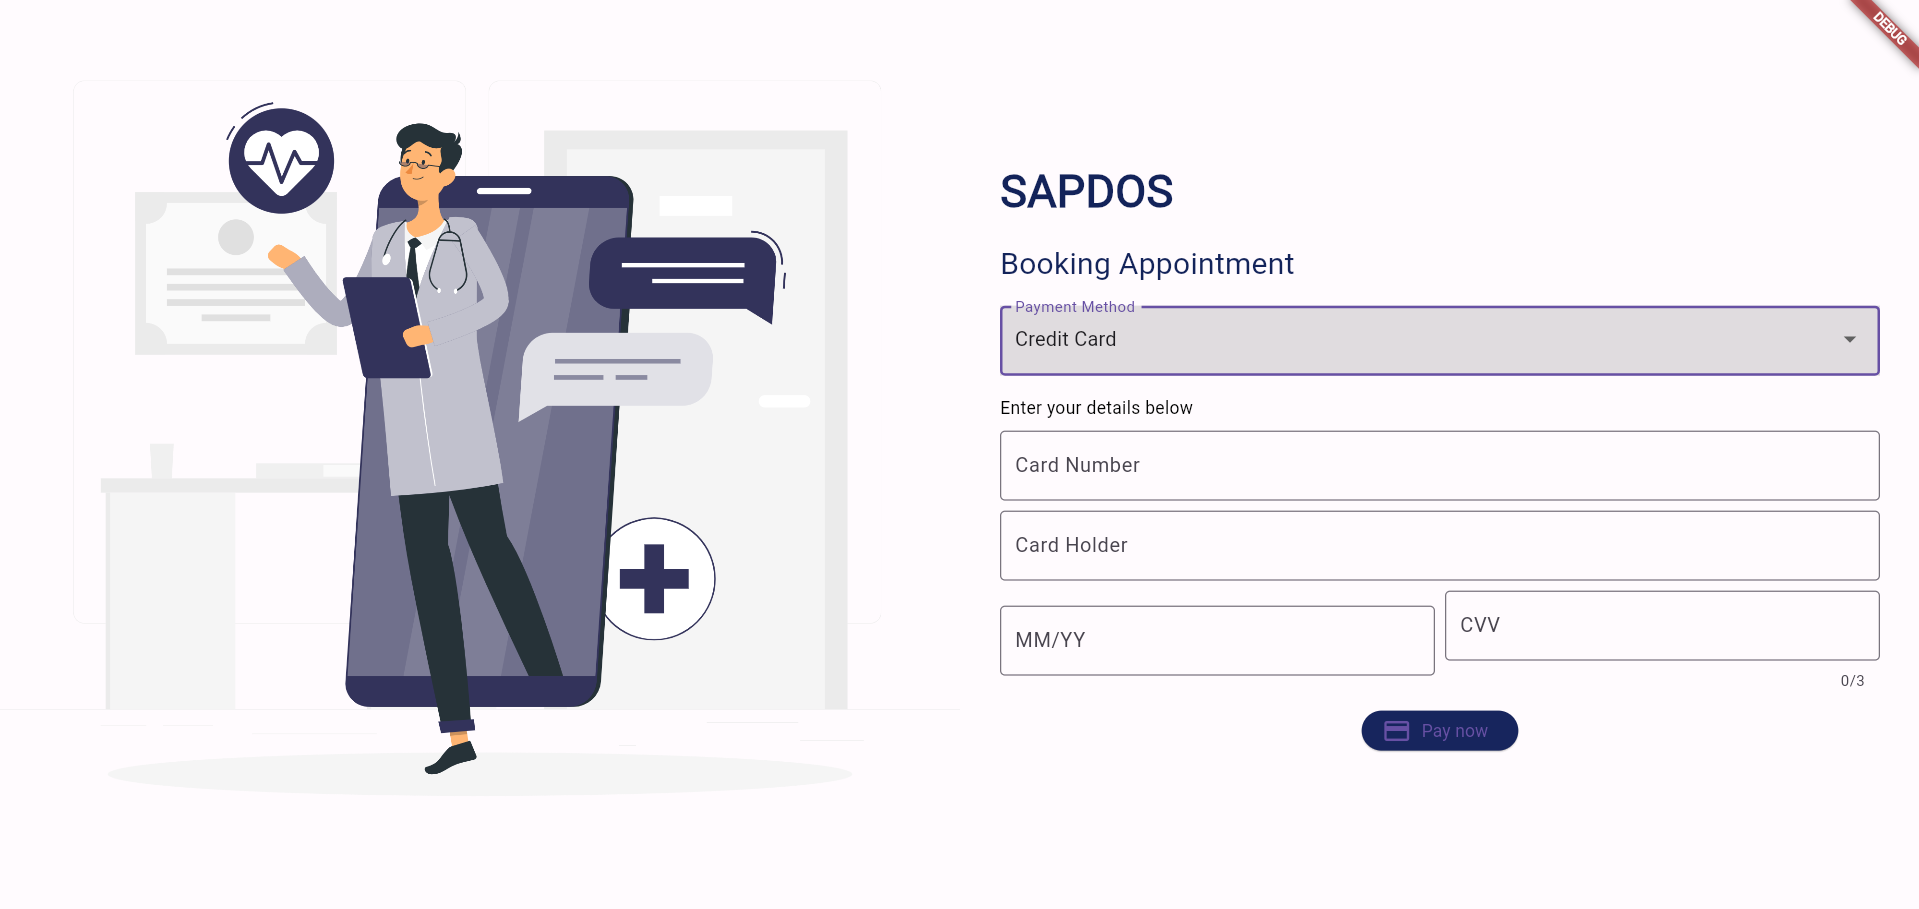 DEBUG
SAPDOS
Booking Appointment
Payment Method
Credit Card
Enter your details below
Card Number
Card Holder
MM/YY
CVV
0/3
Pay now